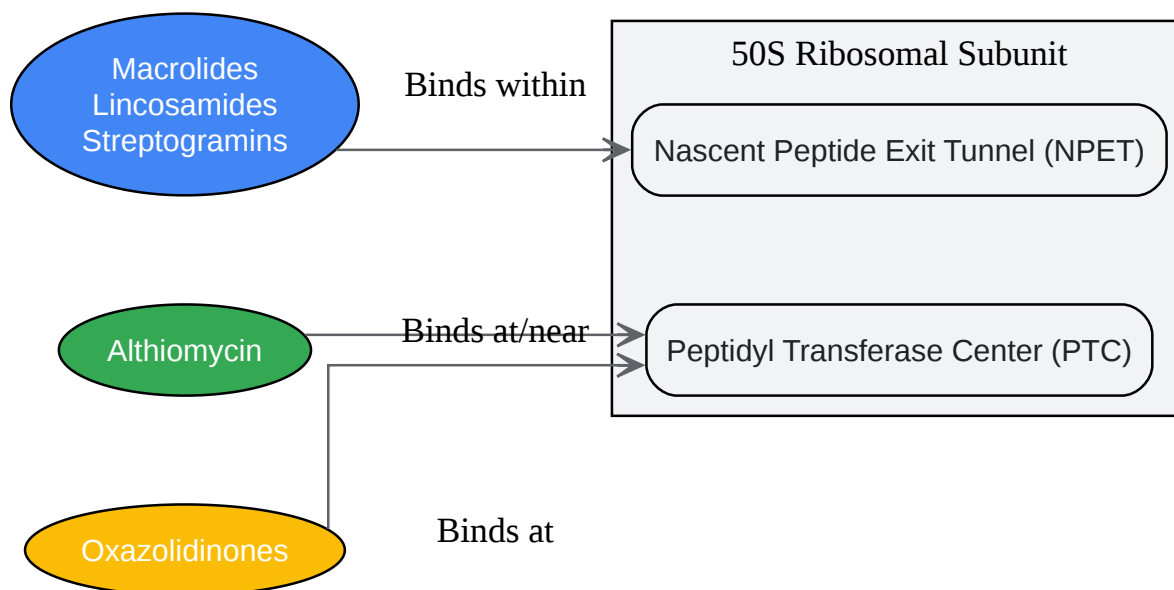 Macrolides
Lincosamides
Streptogramins
Binds within
50S Ribosomal Subunit
Nascent Peptide Exit Tunnel (NPET)
Althiomycin
Binds at/near
Peptidyl Transferase Center (PTC)
Oxazolidinones
Binds at